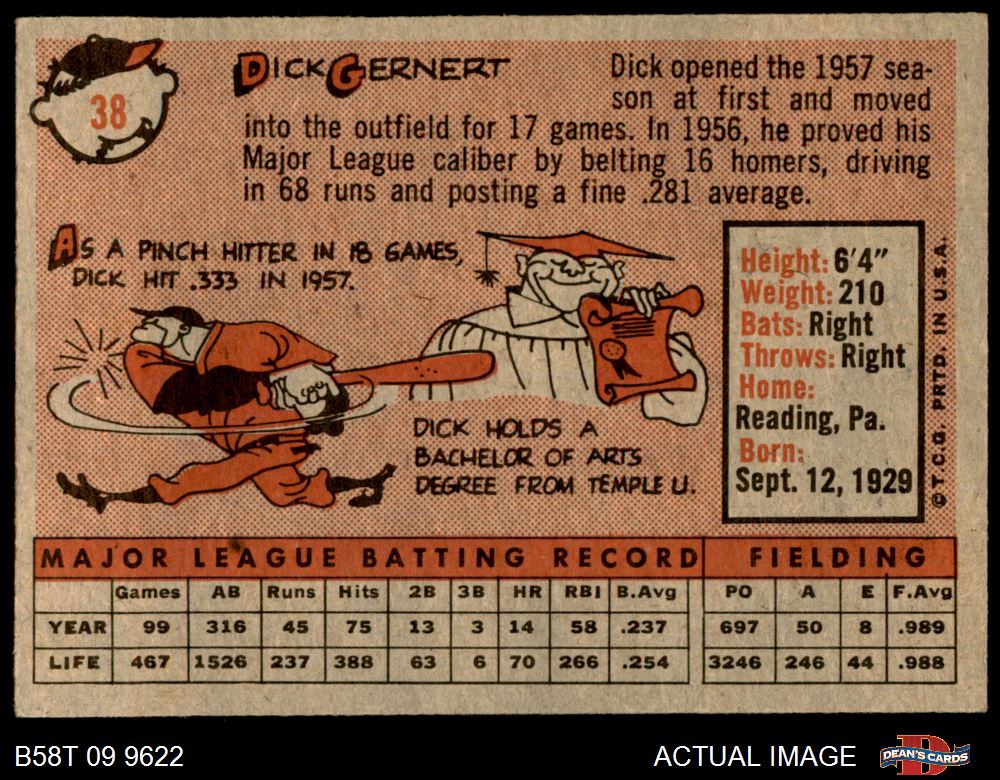 38
DICK GERNERT
Dick opened the 1957 sea-
son at first and moved
into the outfield for 17 games. In 1956, he proved his
Major League caliber by belting 16 homers, driving
in 68 runs and posting a fine .281 average.
AS A PINCH HITTER IN 18 GAMES,
DICK HIT .333 IN 1957.
DICK HOLDS A
BACHELOR OF ARTS
DEGREE FROM TEMPLE U.
Height: 6'4"
Weight: 210
Bats: Right
Throws: Right
Home:
Reading, Pa.
Born:
Sept. 12, 1929
© T.C.G. PRTD. IN U.S.A.
MAJOR LEAGUE BATTING RECORD FIELDING
Games AB Runs Hits 2B 3B HR RBI B.Avg PO A E F.Avg
YEAR 99 316 45 75 13 3 14 58 .237 697 50 8 .989
LIFE 467 1526 237 388 63 6 70 266 .254 3246 246 44 .988
B58T 09 9622 ACTUAL IMAGE DEAN'S CARDS